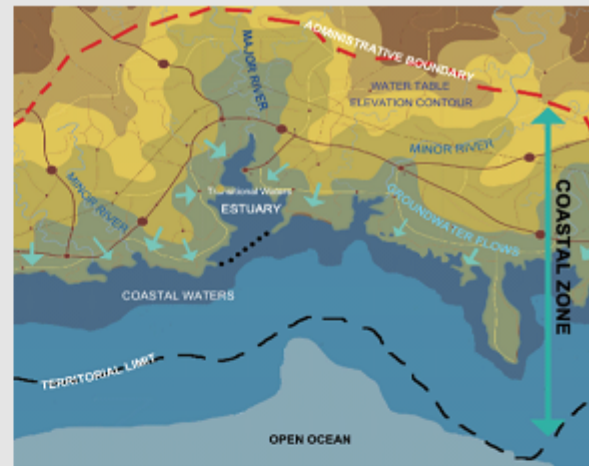 ADMINISTRATIVE BOUNDARY
MAJOR RIVER
WATER TABLE
ELEVATION CONTOUR
MINOR RIVER
MINOR RIVER
Transitional Waters
ESTUARY
GROUNDWATER FLOWS
COASTAL ZONE
COASTAL WATERS
TERRITORIAL LIMIT
OPEN OCEAN